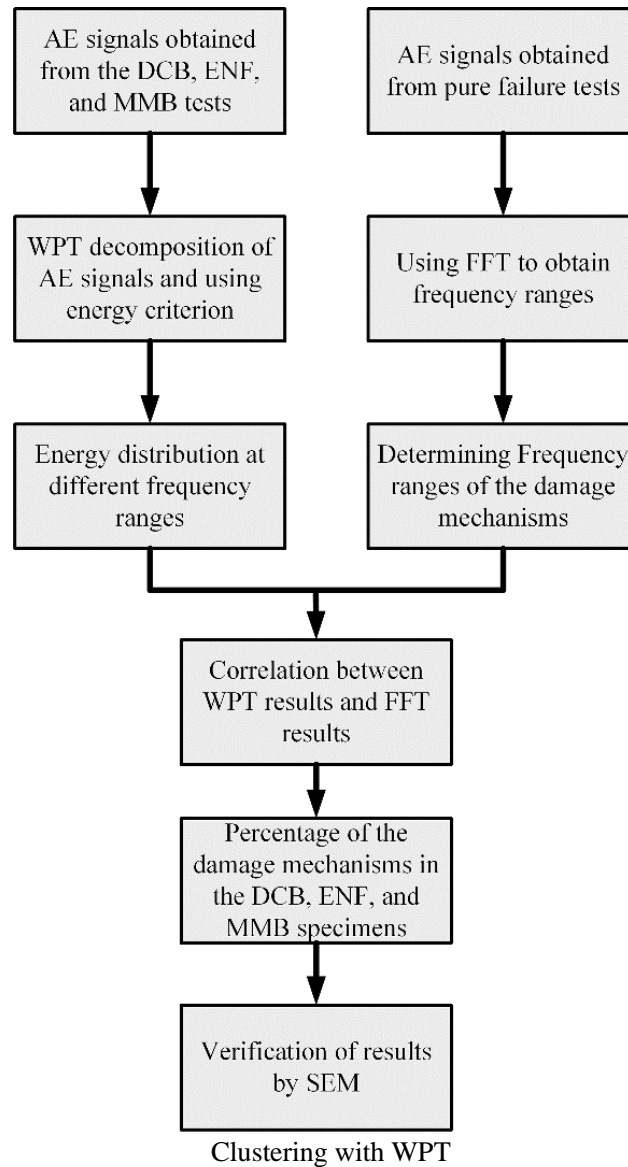 AE signals obtained
from the DCB, ENF,
and MMB tests
AE signals obtained
from pure failure tests
WPT decomposition of
AE signals and using
energy criterion
Using FFT to obtain
frequency ranges
Energy distribution at
different frequency
ranges
Determining Frequency
ranges of the damage
mechanisms
Correlation between
WPT results and FFT
results
Percentage of the
damage mechanisms in
the DCB, ENF, and
MMB specimens
Verification of results
by SEM
Clustering with WPT